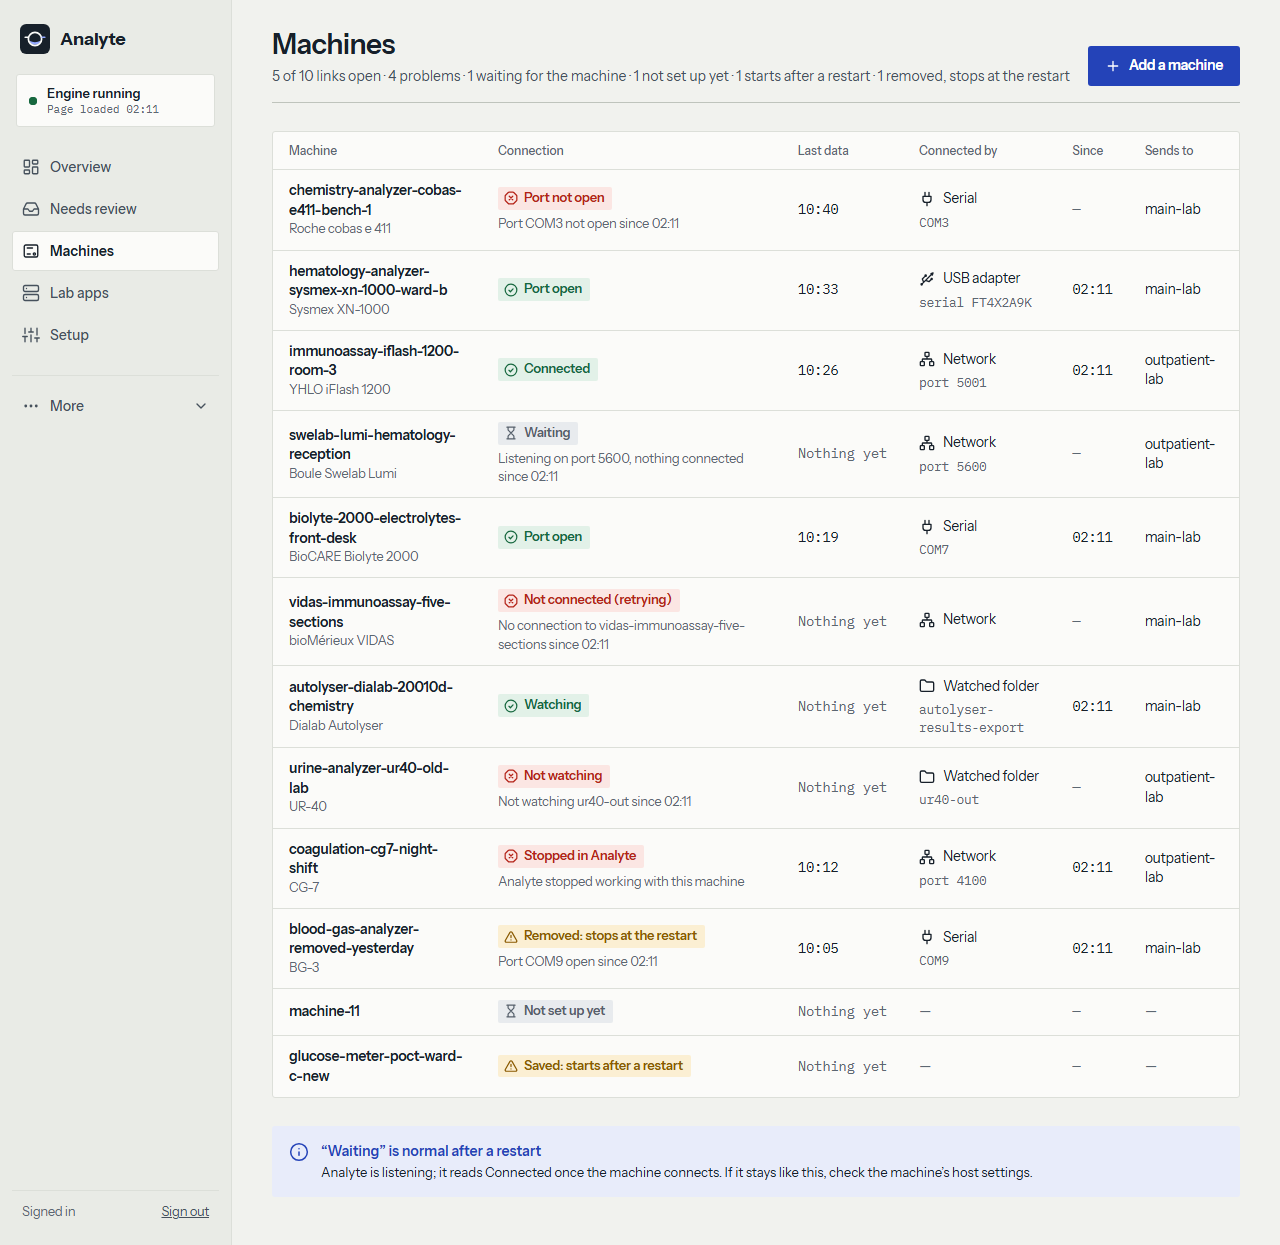 Analyte
Engine running
Page loaded 02:11
Overview
Needs review
Machines
Lab apps
Setup
More
Signed in
Sign out
Machines
5 of 10 links open · 4 problems · 1 waiting for the machine · 1 not set up yet · 1 starts after a restart · 1 removed, stops at the restart
Add a machine
Machine Connection Last data Connected by Since Sends to
chemistry-analyzer-cobas-
e411-bench-1
Roche cobas e 411
Port not open
Port COM3 not open since 02:11
10:40
Serial
COM3
—
main-lab
hematology-analyzer-
sysmex-xn-1000-ward-b
Sysmex XN-1000
Port open
10:33
USB adapter
serial FT4X2A9K
02:11
main-lab
immunoassay-iflash-1200-
room-3
YHLO iFlash 1200
Connected
10:26
Network
port 5001
02:11
outpatient-
lab
swelab-lumi-hematology-
reception
Boule Swelab Lumi
Waiting
Listening on port 5600, nothing connected
since 02:11
Nothing yet
Network
port 5600
—
outpatient-
lab
biolyte-2000-electrolytes-
front-desk
BioCARE Biolyte 2000
Port open
10:19
Serial
COM7
02:11
main-lab
vidas-immunoassay-five-
sections
bioMérieux VIDAS
Not connected (retrying)
No connection to vidas-immunoassay-five-
sections since 02:11
Nothing yet
Network
—
main-lab
autolyser-dialab-20010d-
chemistry
Dialab Autolyser
Watching
Nothing yet
Watched folder
autolyser-
results-export
02:11
main-lab
urine-analyzer-ur40-old-
lab
UR-40
Not watching
Not watching ur40-out since 02:11
Nothing yet
Watched folder
ur40-out
—
outpatient-
lab
coagulation-cg7-night-
shift
CG-7
Stopped in Analyte
Analyte stopped working with this machine
10:12
Network
port 4100
02:11
outpatient-
lab
blood-gas-analyzer-
removed-yesterday
BG-3
Removed: stops at the restart
Port COM9 open since 02:11
10:05
Serial
COM9
02:11
main-lab
machine-11
Not set up yet
Nothing yet
—
—
—
glucose-meter-poct-ward-
c-new
Saved: starts after a restart
Nothing yet
—
—
—
“Waiting” is normal after a restart
Analyte is listening; it reads Connected once the machine connects. If it stays like this, check the machine’s host settings.